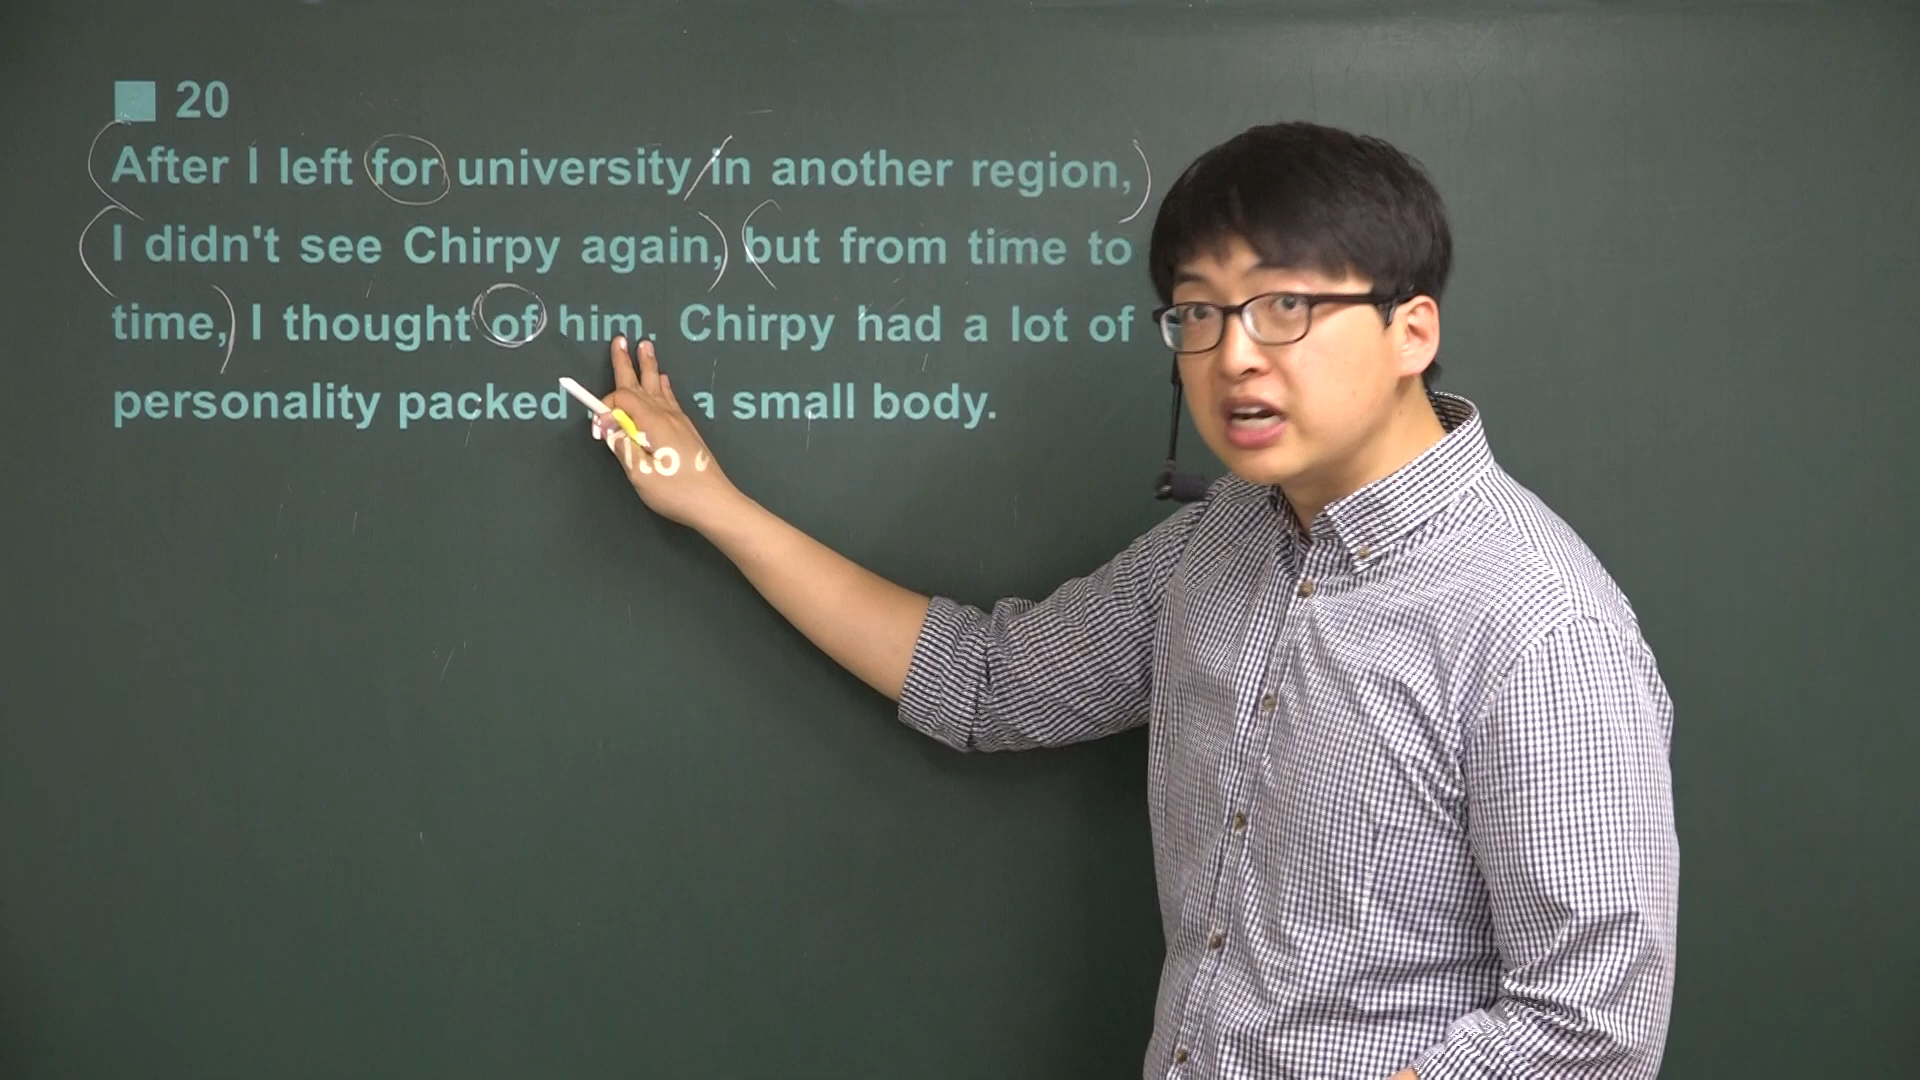 ■ 20
After I left for university in another region,
I didn't see Chirpy again, but from time to
time, I thought of him. Chirpy had a lot of
personality packed into a small body.